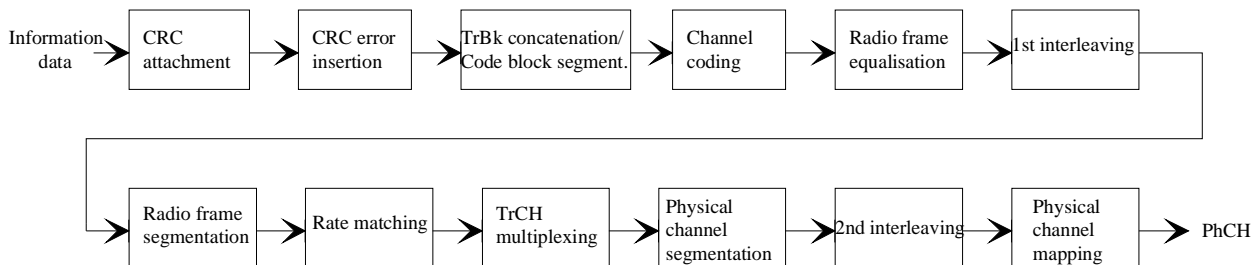 Information
data
CRC
attachment
CRC error
insertion
TrBk concatenation/
Code block segment.
Channel
coding
Radio frame
equalisation
1st interleaving
Radio frame
segmentation
Rate matching
TrCH
multiplexing
Physical
channel
segmentation
2nd interleaving
Physical
channel
mapping
PhCH